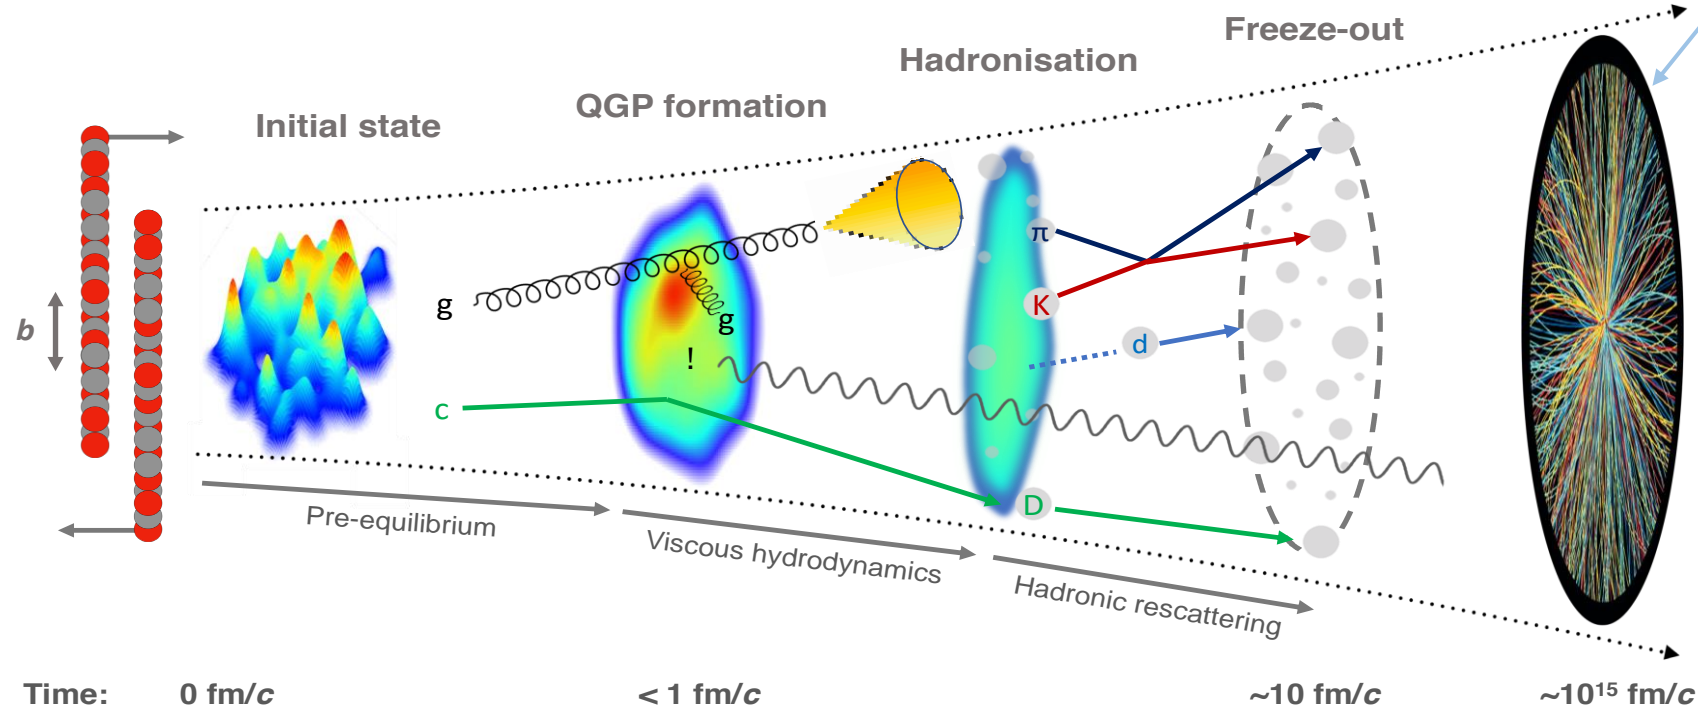 Freeze-out
Hadronisation
QGP formation
Initial state
b
g
g
!
c
π
K
d
D
Pre-equilibrium
Viscous hydrodynamics
Hadronic rescattering
Time: 0 fm/c < 1 fm/c ~10 fm/c ~10¹⁵ fm/c